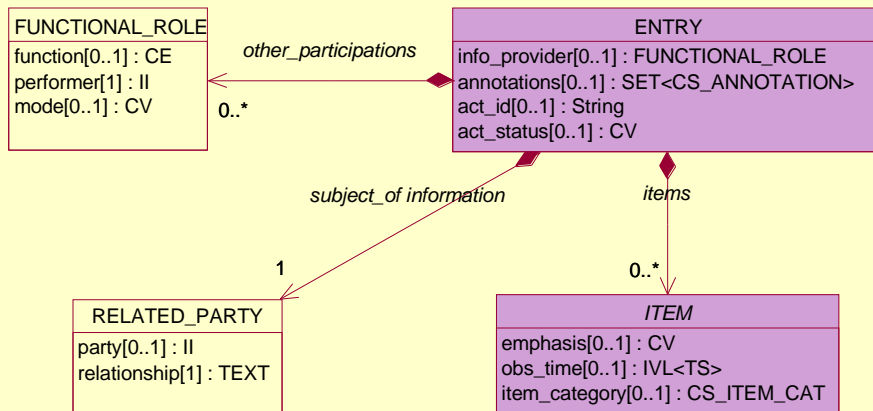 FUNCTIONAL_ROLE
function[0..1] : CE
performer[1] : II
mode[0..1] : CV
other_participations
0..*
ENTRY
info_provider[0..1] : FUNCTIONAL_ROLE
annotations[0..1] : SET<CS_ANNOTATION>
act_id[0..1] : String
act_status[0..1] : CV
subject_of information
1
items
0..*
RELATED_PARTY
party[0..1] : II
relationship[1] : TEXT
ITEM
emphasis[0..1] : CV
obs_time[0..1] : IVL<TS>
item_category[0..1] : CS_ITEM_CAT